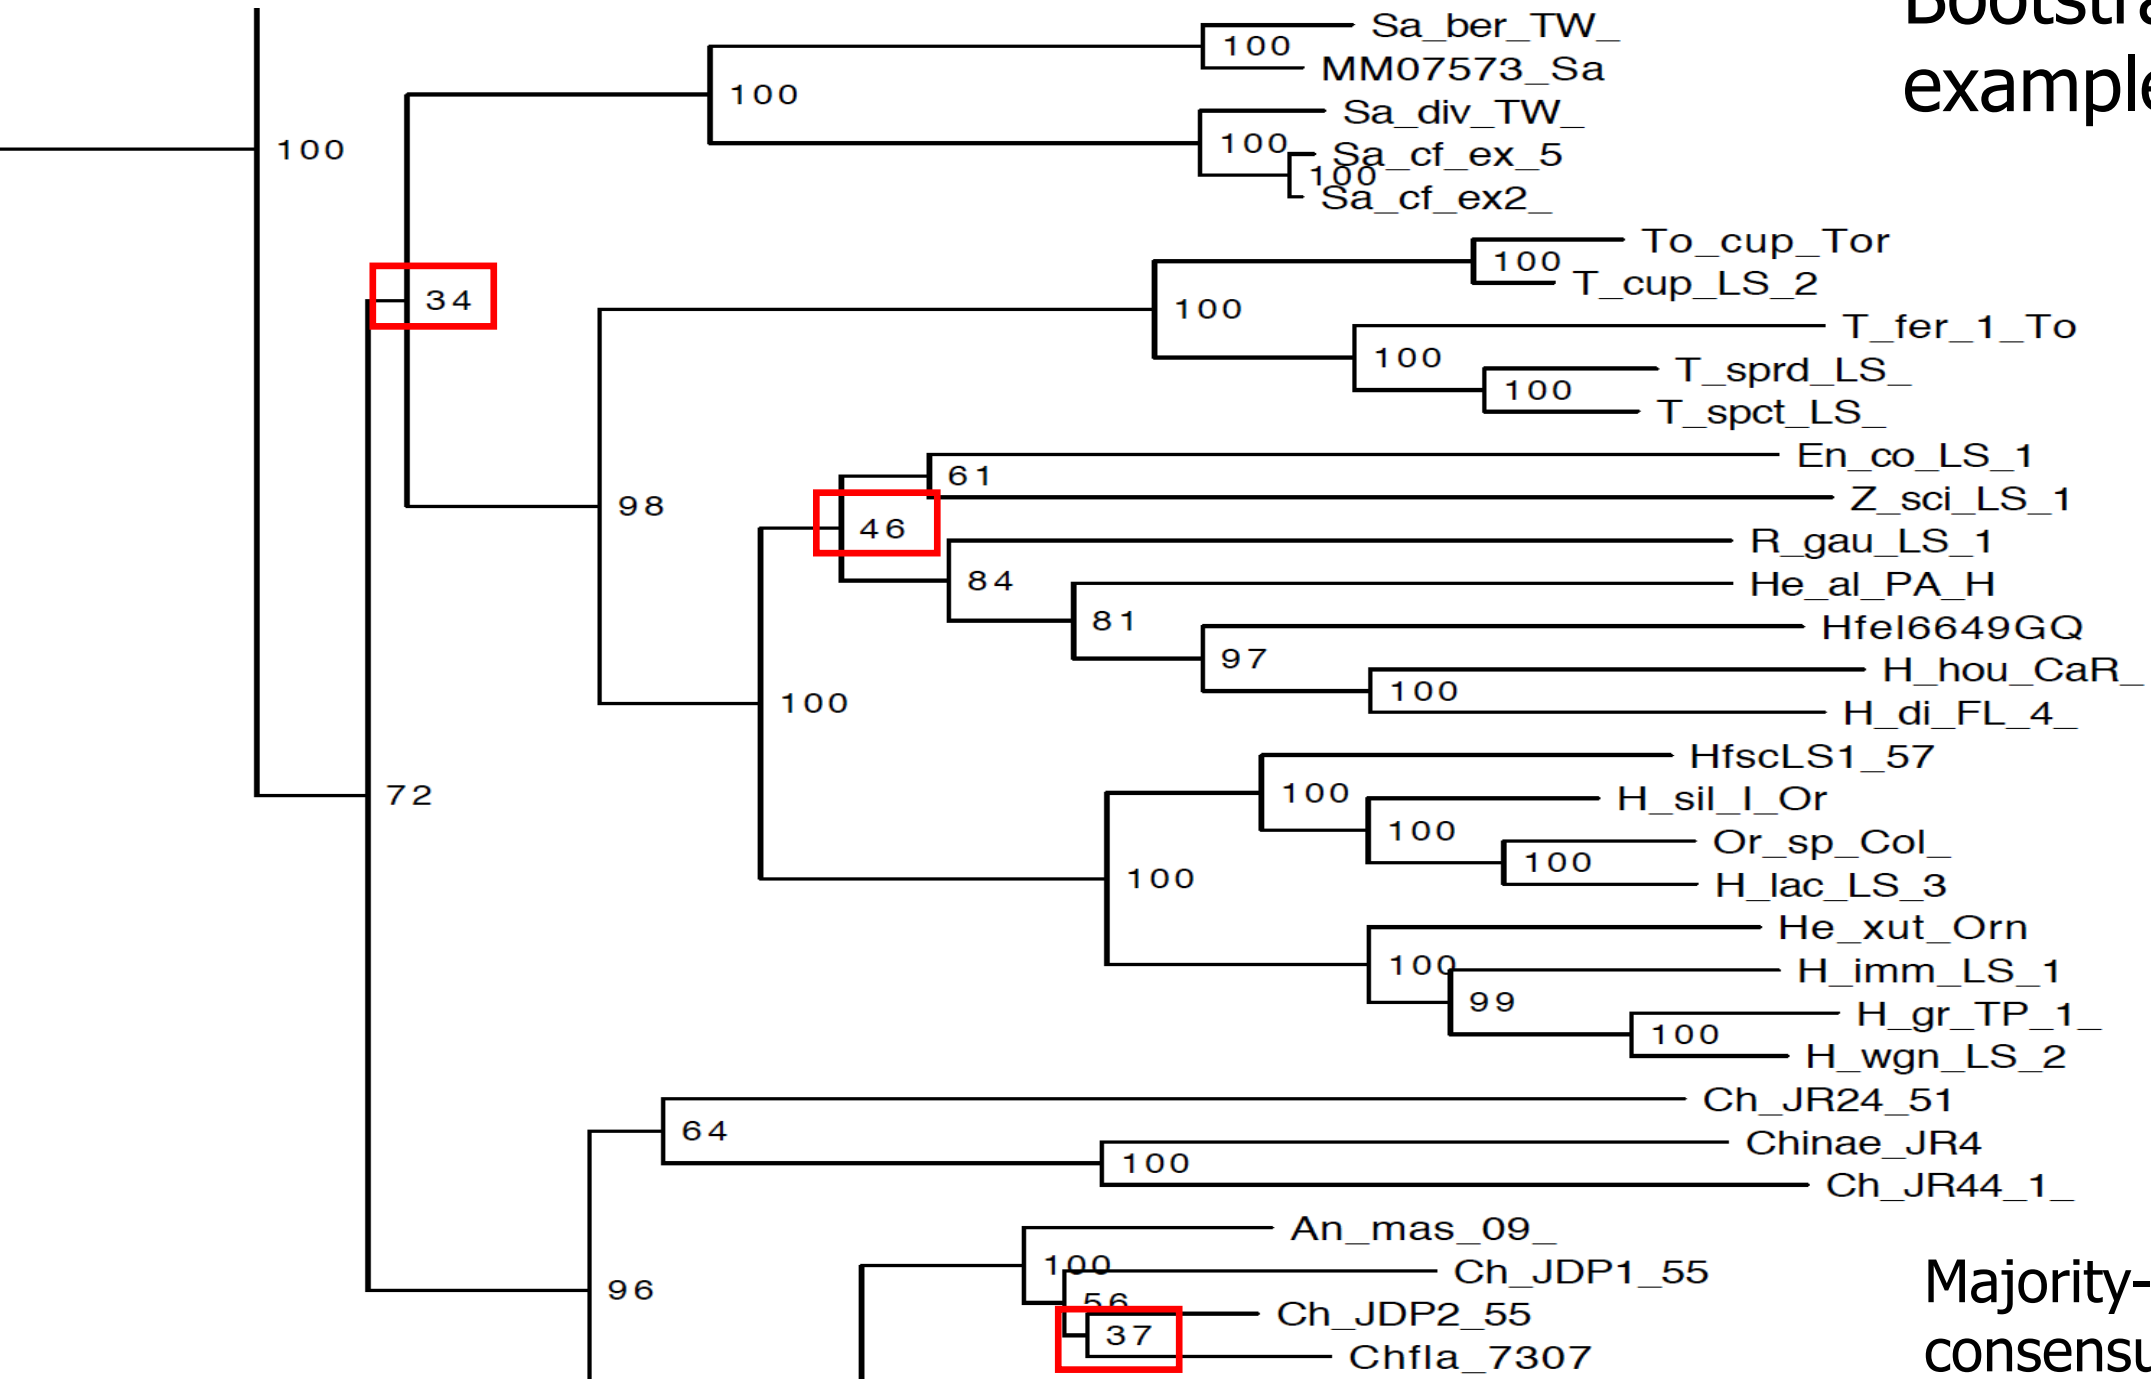 Bootstra
example
Sa_ber_TW_
100
MM07573_Sa
100
Sa_div_TW_
100
100
Sa_cf_ex_5
100
Sa_cf_ex2_
To_cup_Tor
100
T_cup_LS_2
34
100
T_fer_1_To
100
T_sprd_LS_
100
T_spct_LS_
En_co_LS_1
61
Z_sci_LS_1
98
46
R_gau_LS_1
84
He_al_PA_H
81
Hfel6649GQ
97
H_hou_CaR_
100
100
H_di_FL_4_
HfscLS1_57
72
100
H_sil_I_Or
100
Or_sp_Col_
100
100
H_lac_LS_3
He_xut_Orn
100
H_imm_LS_1
99
H_gr_TP_1_
100
H_wgn_LS_2
Ch_JR24_51
64
Chinae_JR4
100
Ch_JR44_1_
An_mas_09_
100
Ch_JDP1_55
96
56
Ch_JDP2_55
37
Chfla_7307
Majority-
consensu